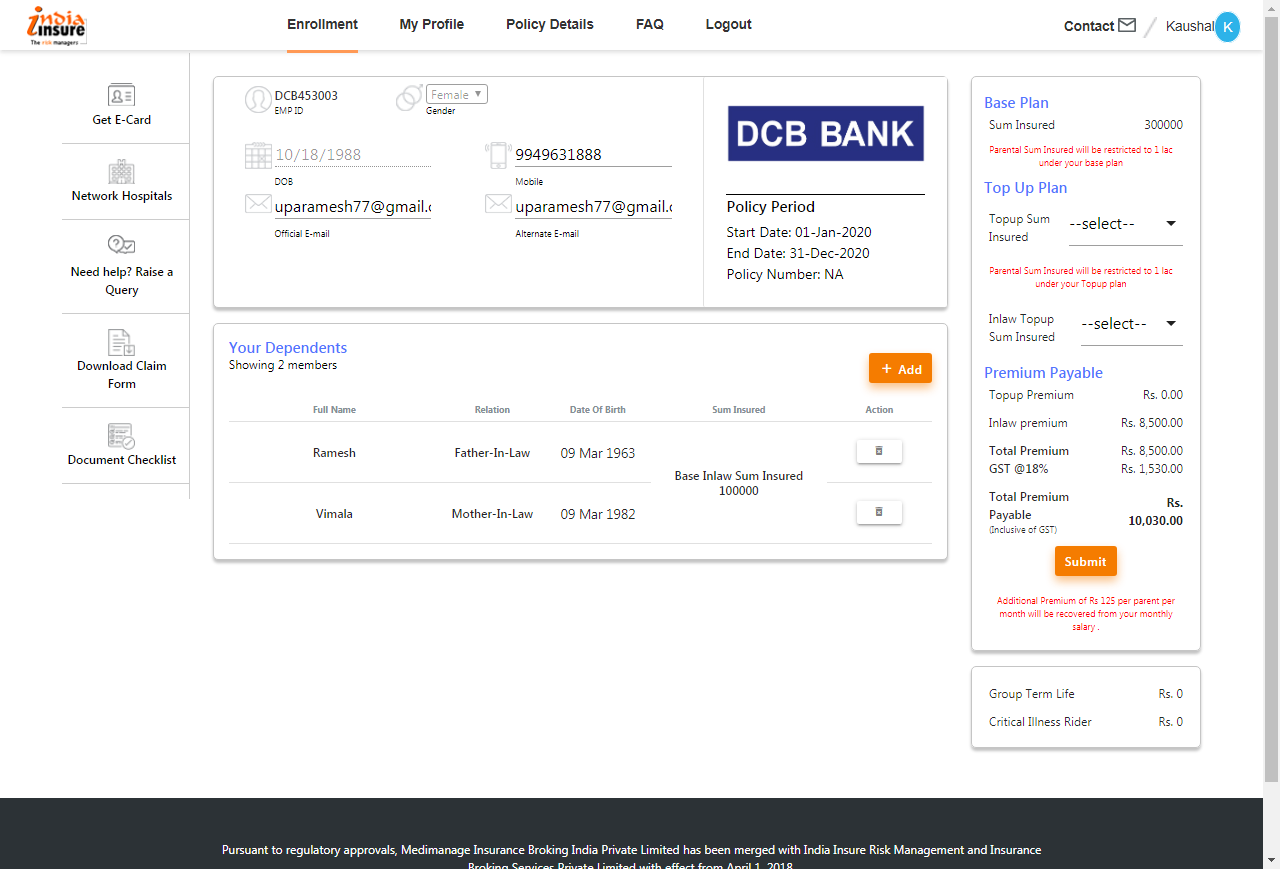 india
insure
The risk managers
Enrollment
My Profile
Policy Details
FAQ
Logout
Contact
Kaushal
K
Get E-Card
Network Hospitals
Need help? Raise a
Query
Download Claim
Form
Document Checklist
DCB453003
EMP ID
Female
Gender
10/18/1988
DOB
9949631888
Mobile
uparamesh77@gmail.c
Official E-mail
uparamesh77@gmail.c
Alternate E-mail
DCB BANK
Policy Period
Start Date: 01-Jan-2020
End Date: 31-Dec-2020
Policy Number: NA
Your Dependents
Showing 2 members
+ Add
Full Name Relation Date Of Birth Sum Insured Action
Ramesh Father-In-Law 09 Mar 1963
Base Inlaw Sum Insured
100000
Vimala Mother-In-Law 09 Mar 1982
Base Plan
Sum Insured 300000
Parental Sum Insured will be restricted to 1 lac
under your base plan
Top Up Plan
Topup Sum
Insured
--select--
Parental Sum Insured will be restricted to 1 lac
under your Topup plan
Inlaw Topup
Sum Insured
--select--
Premium Payable
Topup Premium Rs. 0.00
Inlaw premium Rs. 8,500.00
Total Premium Rs. 8,500.00
GST @18% Rs. 1,530.00
Total Premium
Payable
(Inclusive of GST)
Rs.
10,030.00
Submit
Additional Premium of Rs 125 per parent per
month will be recovered from your monthly
salary .
Group Term Life Rs. 0
Critical Illness Rider Rs. 0
Pursuant to regulatory approvals, Medimanage Insurance Broking India Private Limited has been merged with India Insure Risk Management and Insurance
Broking Services Private Limited with effect from April 1, 2018